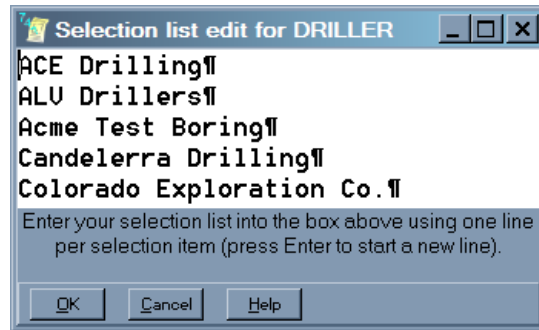 Selection list edit for DRILLER
ACE Drilling¶
ALV Drillers¶
Acme Test Boring¶
Candelerra Drilling¶
Colorado Exploration Co.¶
Enter your selection list into the box above using one line
per selection item (press Enter to start a new line).
OK Cancel Help